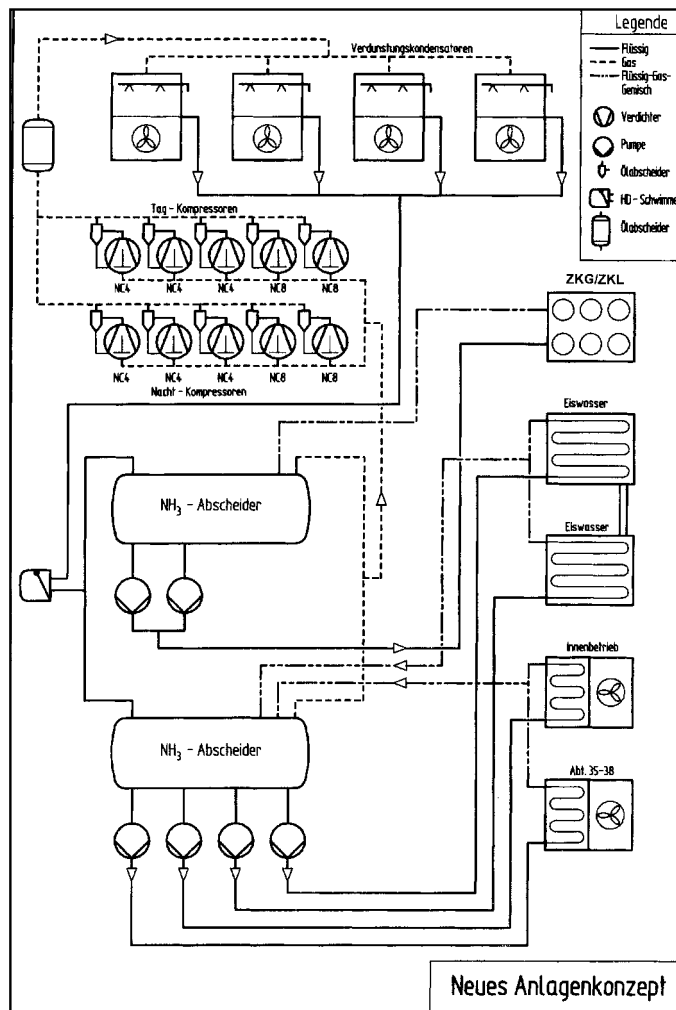 Legende
Flüssig
Gas
Flüssig-Gas-
Gemisch
Verdichter
Pumpe
Ölabscheider
HD-Schwimme
Ölabscheider
Verdunstungskondensatoren
Tag - Kompressoren
NC4 NC4 NC4 NC8 NC8
NC4 NC4 NC4 NC8 NC8
Nacht - Kompressoren
ZKG/ZKL
Eiswasser
NH3 - Abscheider
Eiswasser
Innenbetrieb
NH3 - Abscheider
Abt. 35-38
Neues Anlagenkonzept